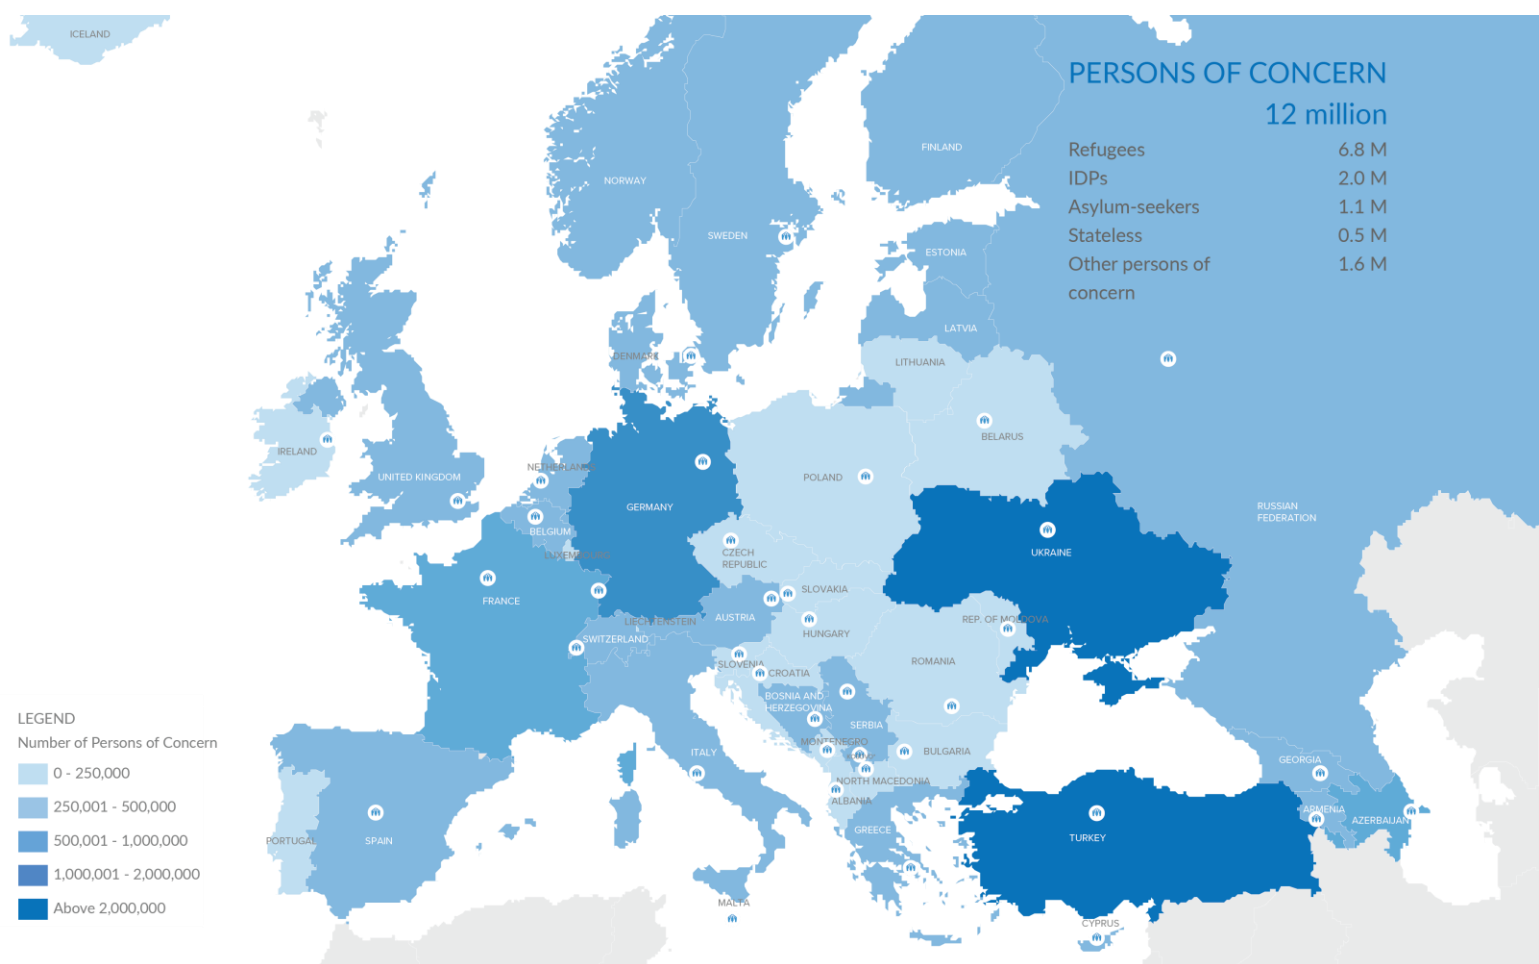 ICELAND
PERSONS OF CONCERN
12 million
Refugees 6.8 M
IDPs 2.0 M
Asylum-seekers 1.1 M
Stateless 0.5 M
Other persons of 1.6 M
concern
FINLAND
NORWAY
SWEDEN
ESTONIA
LATVIA
DENMARK
LITHUANIA
BELARUS
IRELAND
NETHERLANDS
UNITED KINGDOM
POLAND
GERMANY
RUSSIAN
FEDERATION
BELGIUM
UKRAINE
LUXEMBOURG
CZECH
REPUBLIC
SLOVAKIA
FRANCE
AUSTRIA
LIECHTENSTEIN
REP. OF MOLDOVA
SWITZERLAND
HUNGARY
ROMANIA
SLOVENIA
CROATIA
BOSNIA AND
HERZEGOVINA
SERBIA
MONTENEGRO
ITALY
BULGARIA
GEORGIA
NORTH MACEDONIA
ALBANIA
ARMENIA
AZERBAIJAN
GREECE
TURKEY
PORTUGAL
SPAIN
MALTA
CYPRUS
LEGEND
Number of Persons of Concern
0 - 250,000
250,001 - 500,000
500,001 - 1,000,000
1,000,001 - 2,000,000
Above 2,000,000